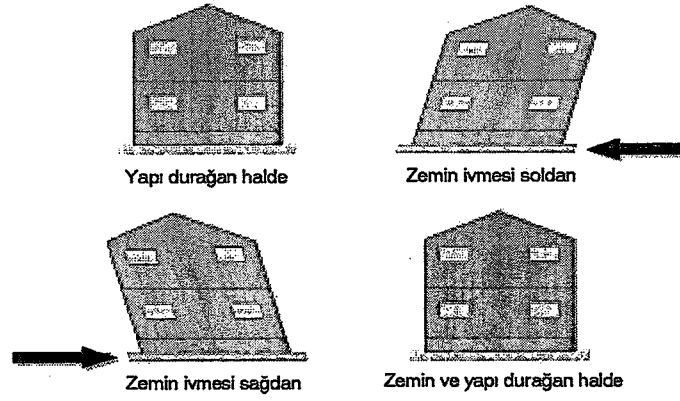 Yapı durağan halde
Zemin ivmesi soldan
Zemin ivmesi sağdan
Zemin ve yapı durağan halde